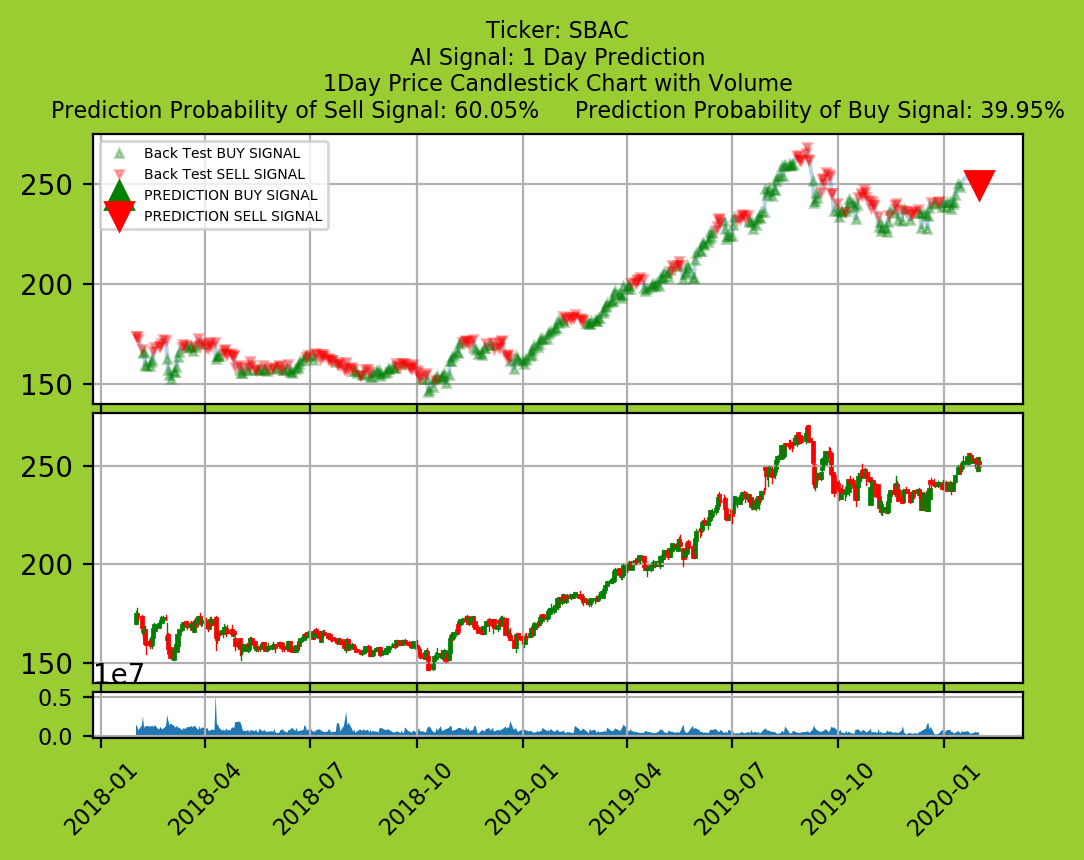 Ticker: SBAC
AI Signal: 1 Day Prediction
1Day Price Candlestick Chart with Volume
Prediction Probability of Sell Signal: 60.05% Prediction Probability of Buy Signal: 39.95%
Back Test BUY SIGNAL
Back Test SELL SIGNAL
PREDICTION BUY SIGNAL
PREDICTION SELL SIGNAL
250
200
150
250
200
150
1e7
0.5
0.0
2018-01 2018-04 2018-07 2018-10 2019-01 2019-04 2019-07 2019-10 2020-01